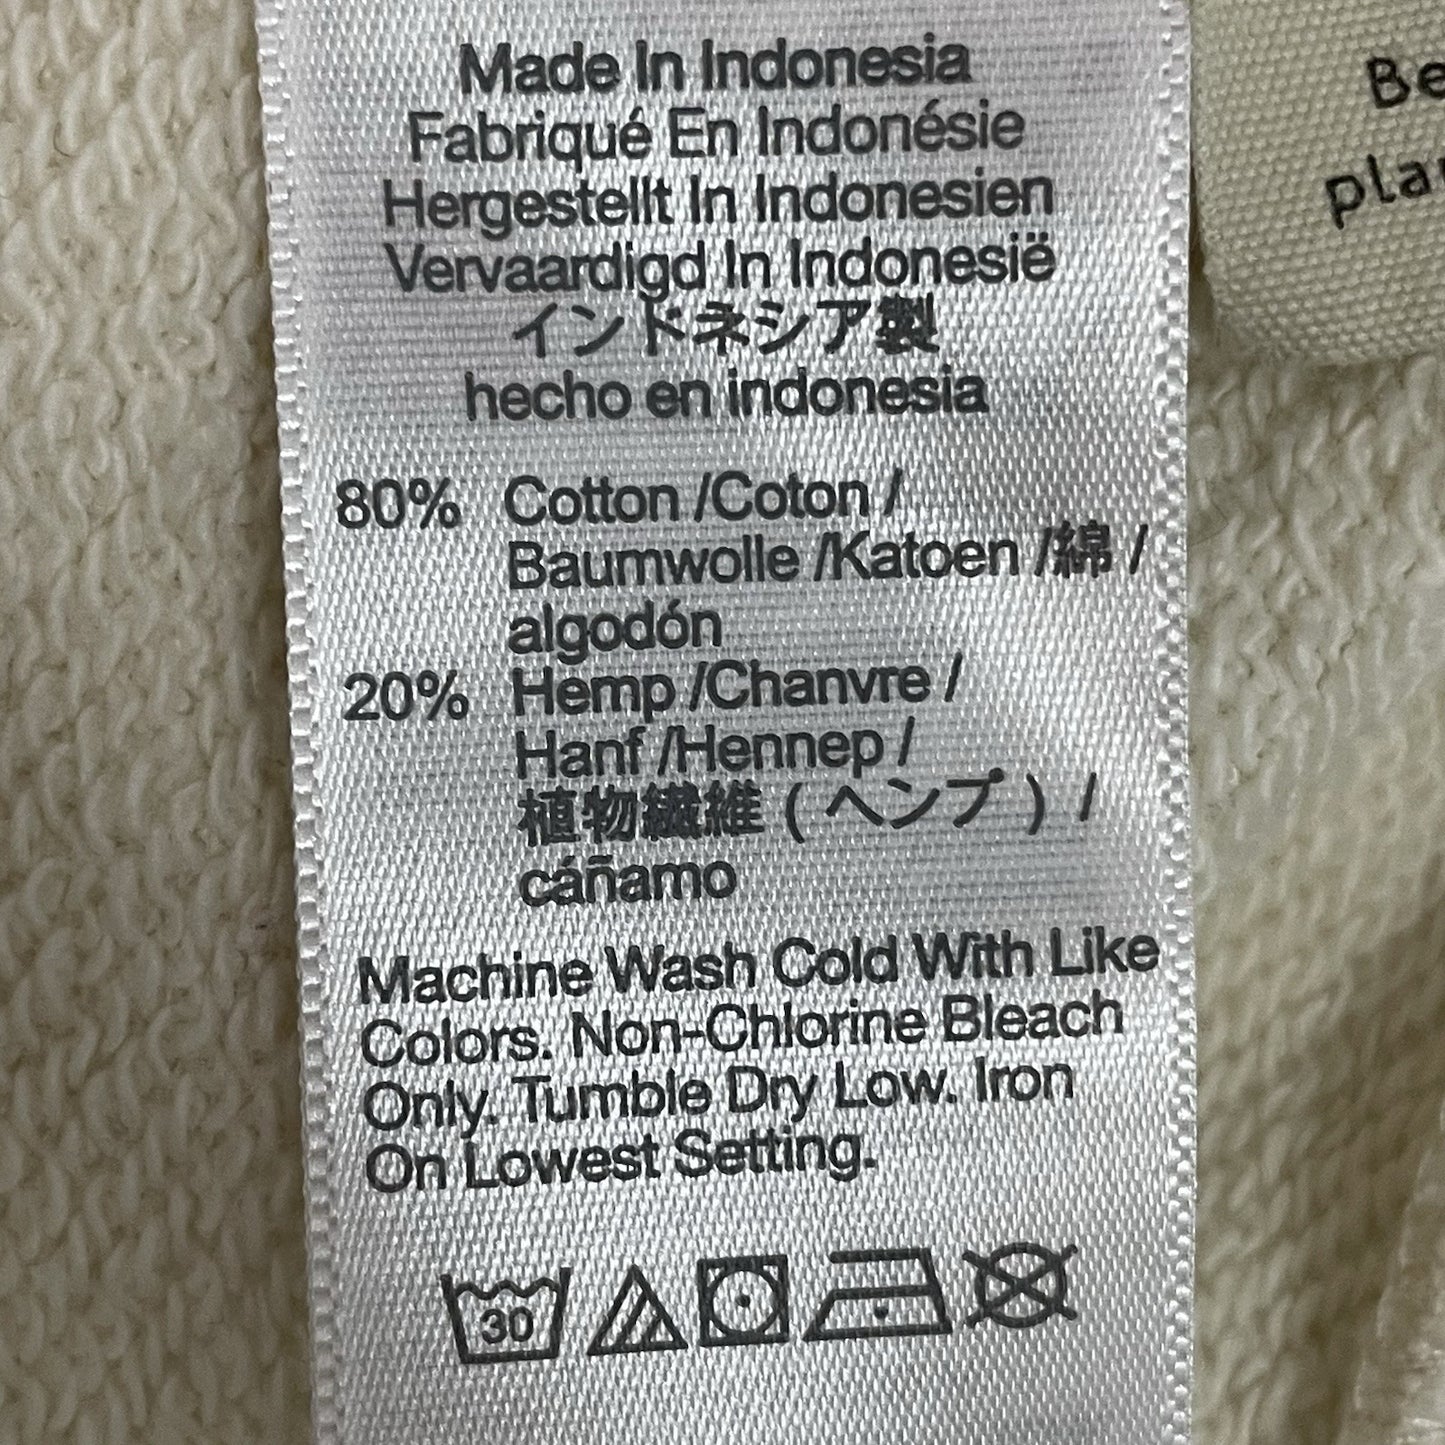 Made In Indonesia
Fabriqué En Indonésie
Hergestellt In Indonesien
Vervaardigd In Indonesië
インドネシア製
hecho en indonesia
80% Cotton /Coton /
Baumwolle /Katoen /綿 /
algodón
20% Hemp /Chanvre /
Hanf /Hennep /
植物繊維 (ヘンプ) /
cáñamo
Machine Wash Cold With Like
Colors. Non-Chlorine Bleach
Only. Tumble Dry Low. Iron
On Lowest Setting.
30